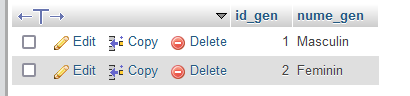 id_gen nume_gen
Edit Copy Delete 1 Masculin
Edit Copy Delete 2 Feminin